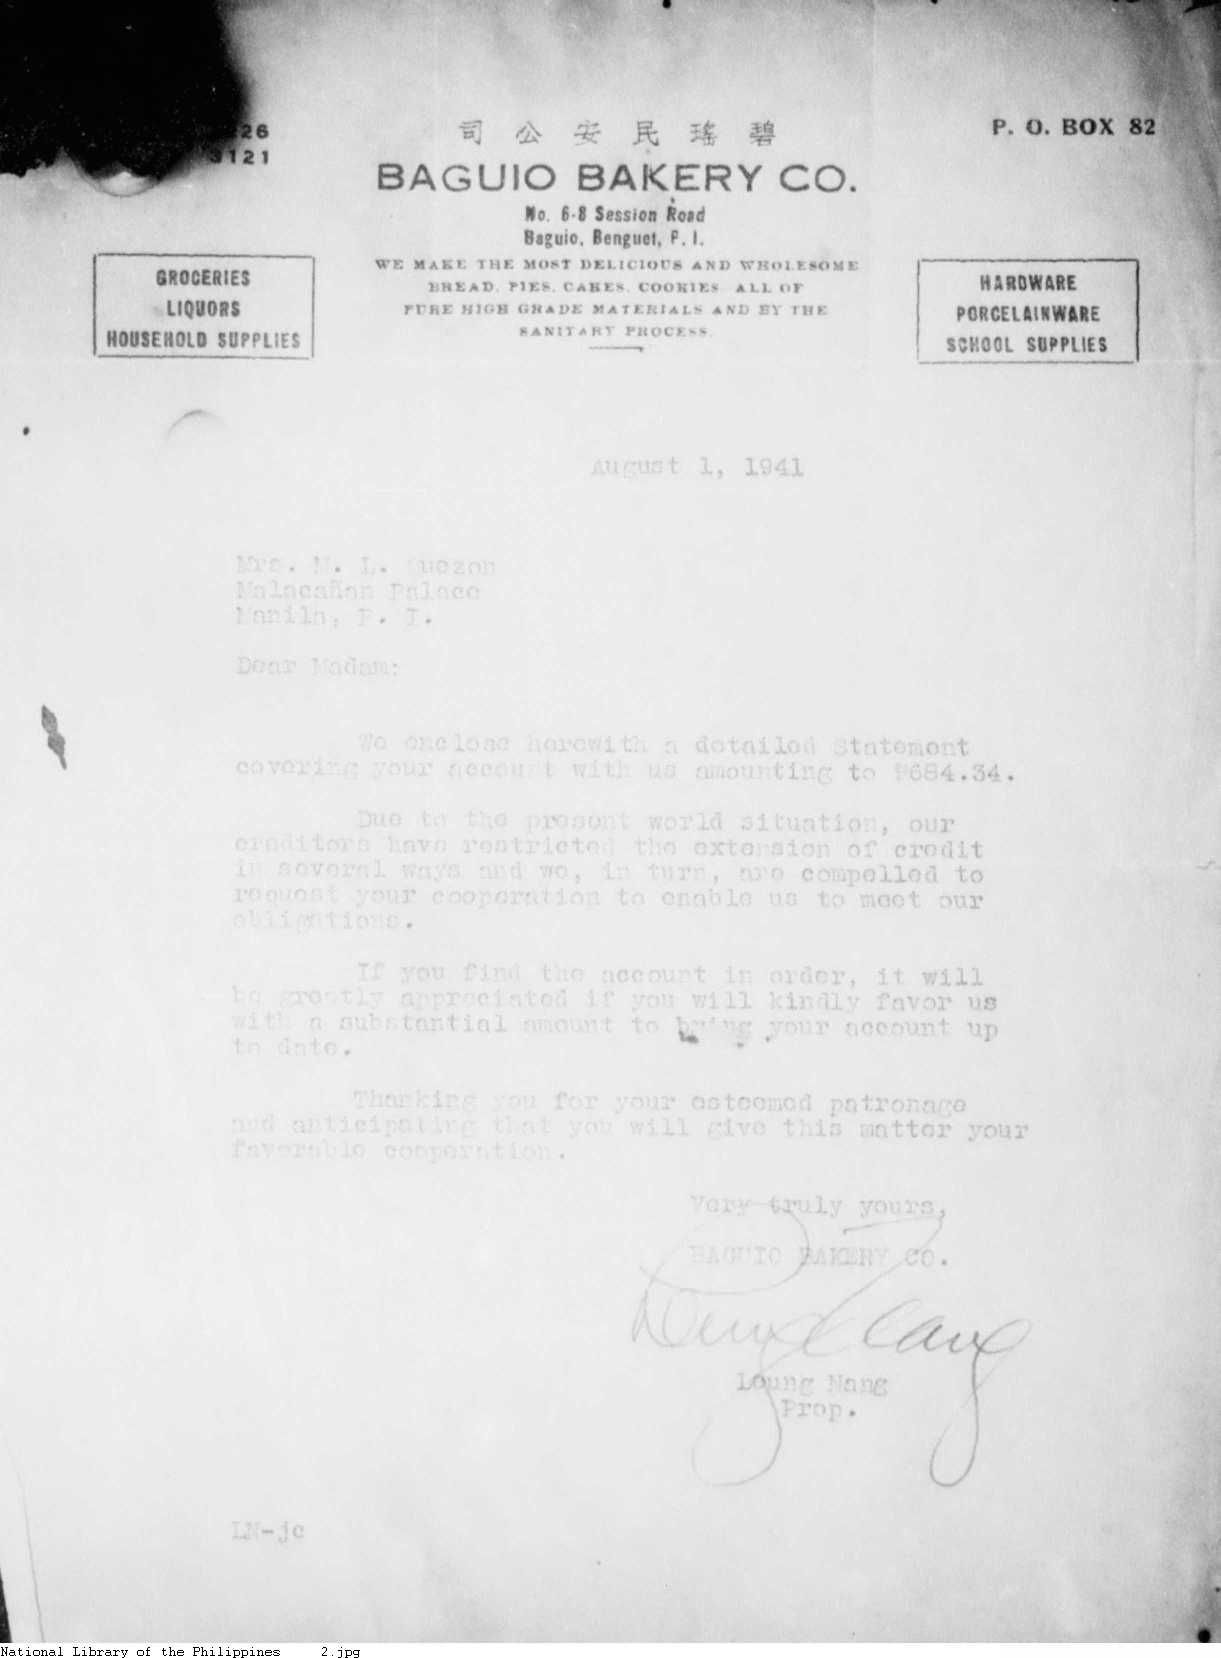 26
3121
司公安民瑤碧
P. O. BOX 82
BAGUIO BAKERY CO.
No. 6-8 Session Road
Baguio, Benguet, P. I.
WE MAKE THE MOST DELICIOUS AND WHOLESOME
BREAD, PIES, CAKES, COOKIES ALL OF
PURE HIGH GRADE MATERIALS AND BY THE
SANITARY PROCESS.
GROCERIES
LIQUORS
HOUSEHOLD SUPPLIES
HARDWARE
PORCELAINWARE
SCHOOL SUPPLIES
August 1, 1941
Mrs. M. L. Quezon
Malacañan Palace
Manila, P. I.
Dear Madam:
We enclose herewith a detailed statement
covering your account with us amounting to ₱684.34.
Due to the present world situation, our
creditors have restricted the extension of credit
in several ways and we, in turn, are compelled to
request your cooperation to enable us to meet our
obligations.
If you find the account in order, it will
be greatly appreciated if you will kindly favor us
with a substantial amount to bring your account up
to date.
Thanking you for your esteemed patronage
and anticipating that you will give this matter your
favorable cooperation.
Very truly yours,
BAGUIO BAKERY CO.
Loung Nang
Prop.
LN-jc
National Library of the Philippines 2.jpg